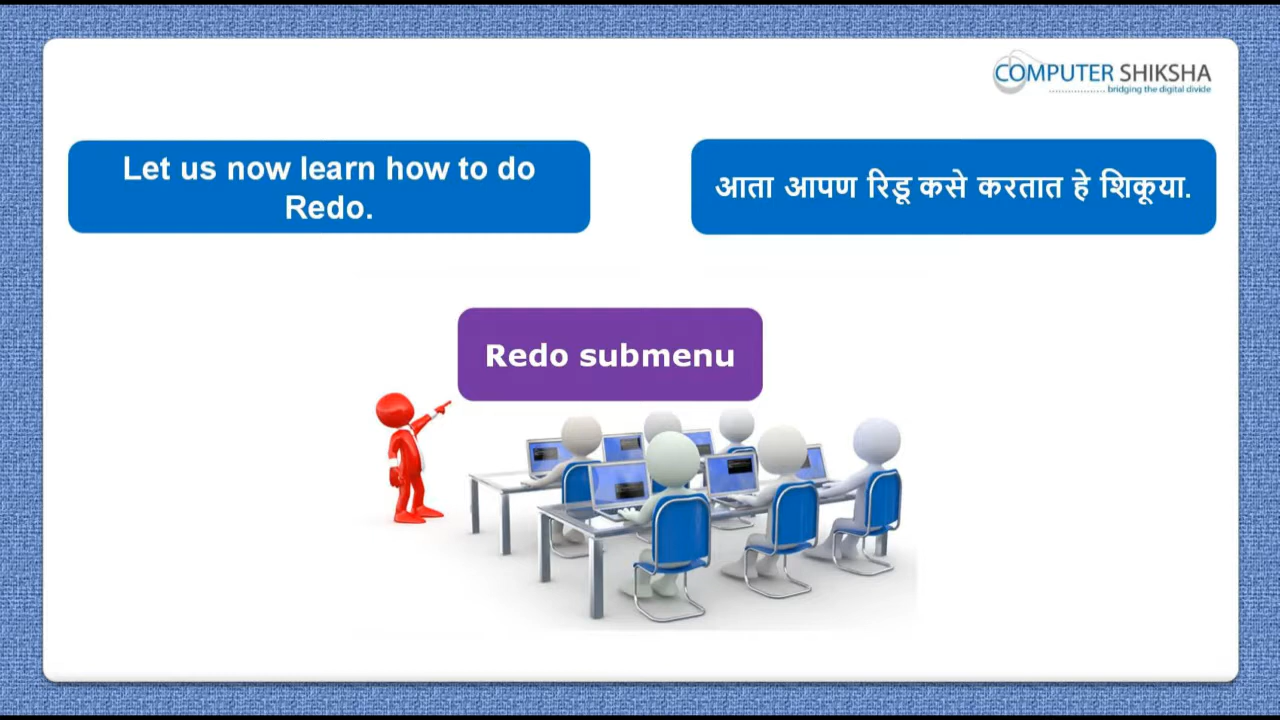 COMPUTER SHIKSHA
bridging the digital divide
Let us now learn how to do
Redo.
आता आपण रिडू कसे करतात हे शिकूया.
Redo submenu